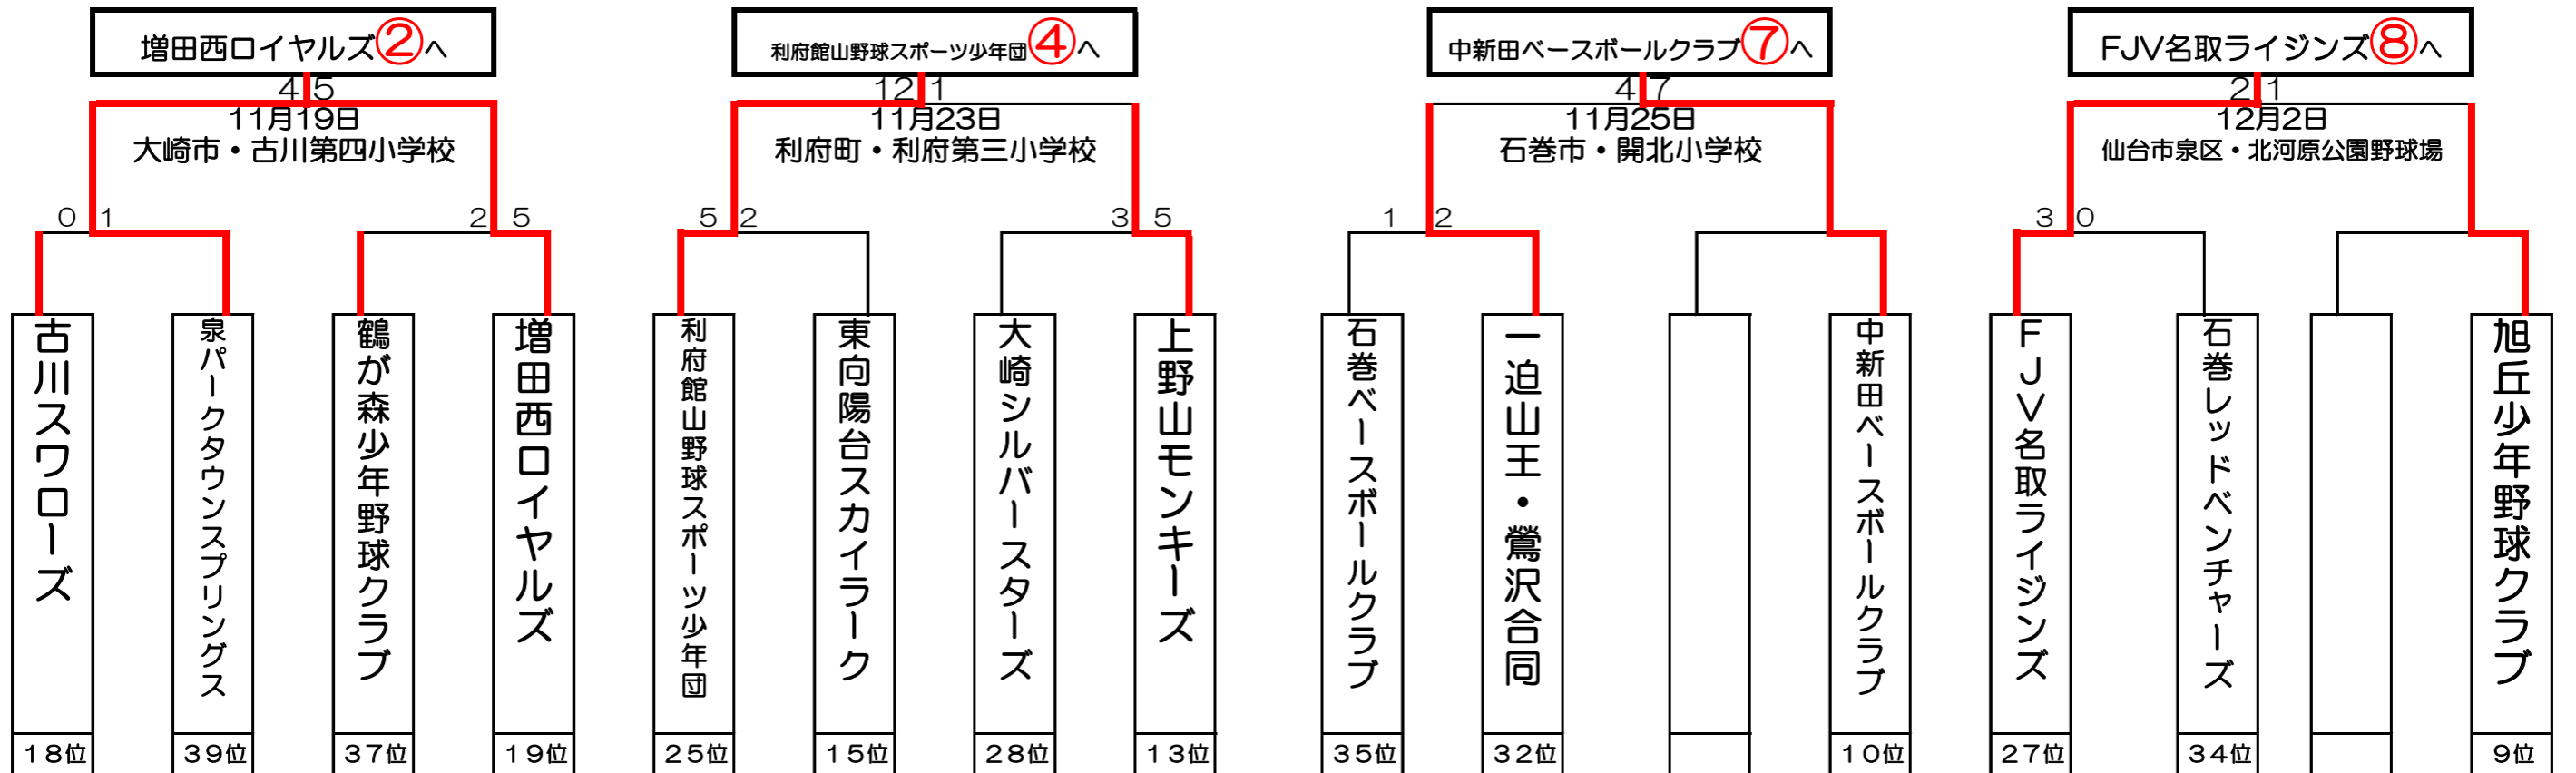 増田西ロイヤルズ②へ
利府館山野球スポーツ少年団④へ
中新田ベースボールクラブ⑦へ
FJV名取ライジンズ⑧へ
4 5
12 1
4 7
2 1
11月19日
大崎市・古川第四小学校
11月23日
利府町・利府第三小学校
11月25日
石巻市・開北小学校
12月2日
仙台市泉区・北河原公園野球場
0 1
2 5
5 2
3 5
1 2
3 0
古川スワローズ
泉パークタウンスプリングス
鶴が森少年野球クラブ
増田西ロイヤルズ
利府館山野球スポーツ少年団
東向陽台スカイラーク
大崎シルバースターズ
上野山モンキーズ
石巻ベースボールクラブ
一迫山王・鶯沢合同
中新田ベースボールクラブ
FJV名取ライジンズ
石巻レッドベンチャーズ
旭丘少年野球クラブ
18位
39位
37位
19位
25位
15位
28位
13位
35位
32位
10位
27位
34位
9位